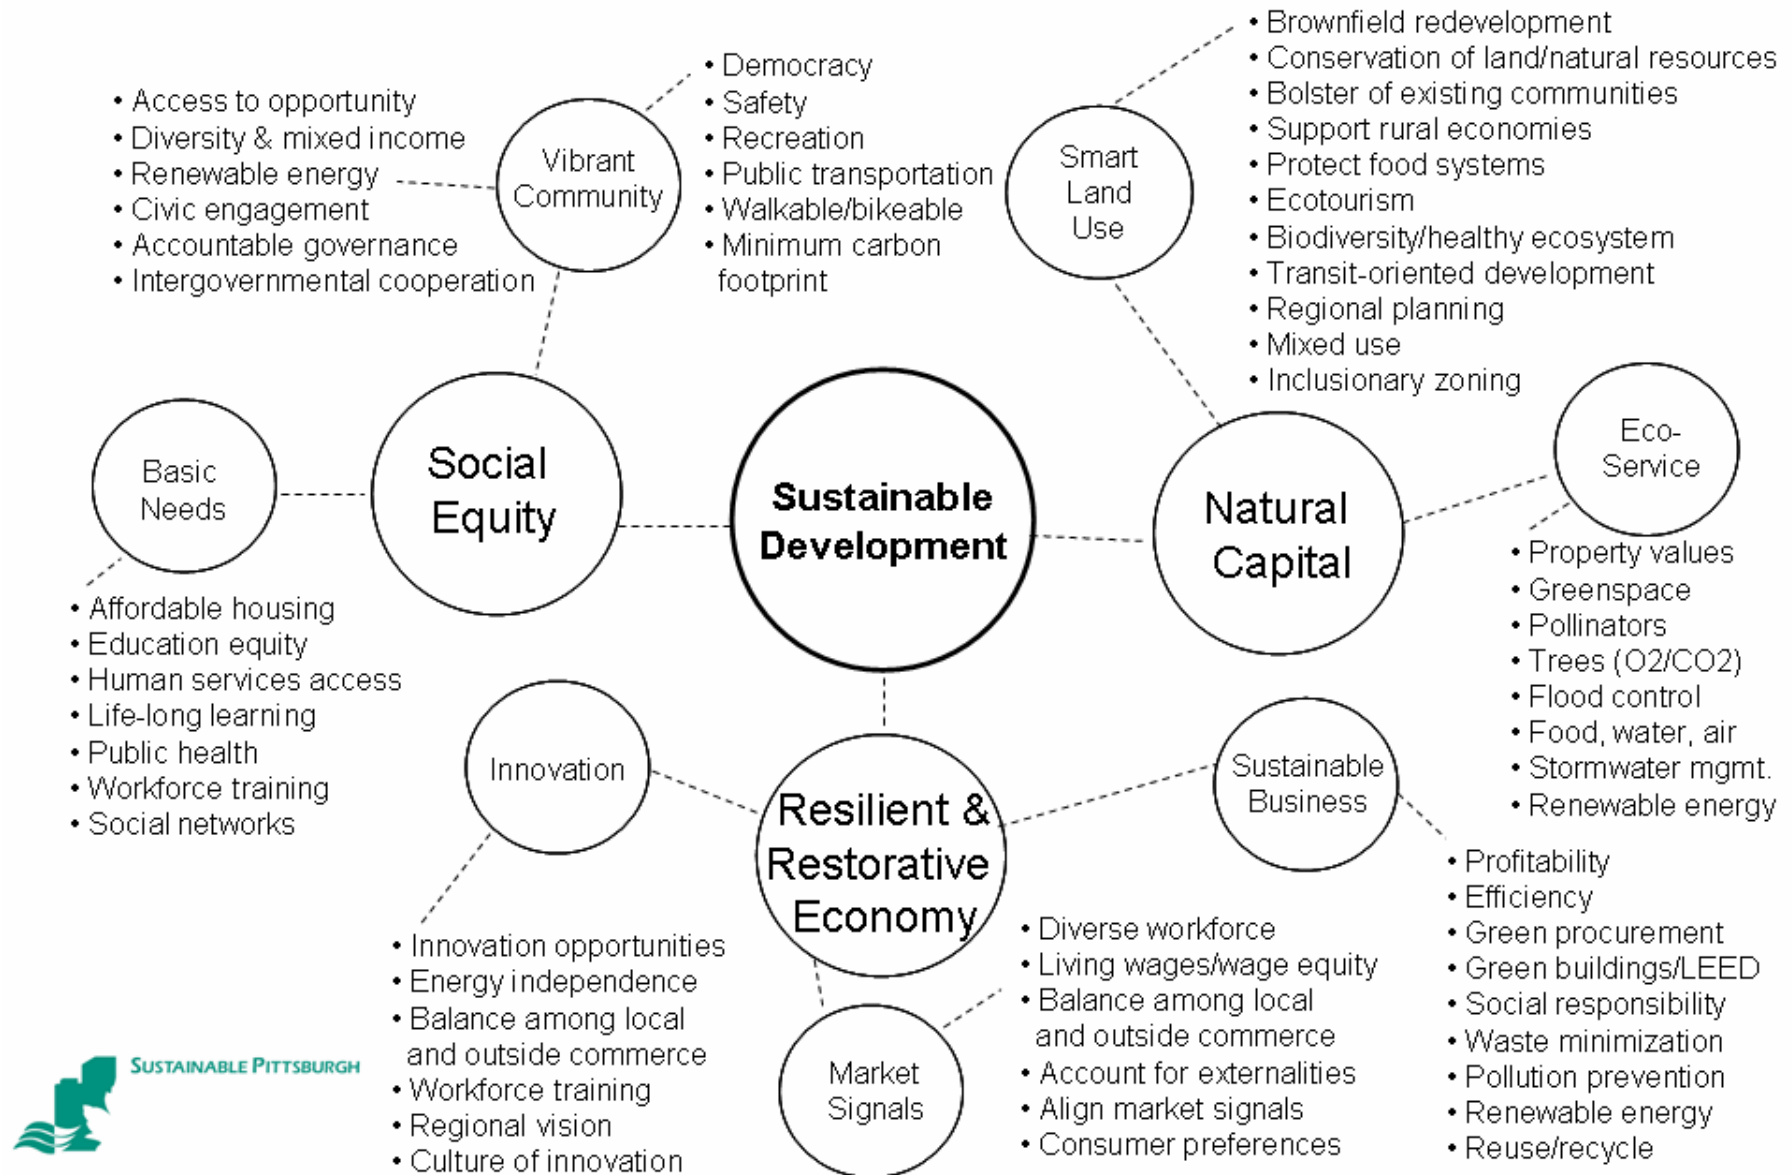 • Access to opportunity
• Diversity & mixed income
• Renewable energy
• Civic engagement
• Accountable governance
• Intergovernmental cooperation
Vibrant
Community
• Democracy
• Safety
• Recreation
• Public transportation
• Walkable/bikeable
• Minimum carbon
footprint
Smart
Land
Use
• Brownfield redevelopment
• Conservation of land/natural resources
• Bolster of existing communities
• Support rural economies
• Protect food systems
• Ecotourism
• Biodiversity/healthy ecosystem
• Transit-oriented development
• Regional planning
• Mixed use
• Inclusionary zoning
Basic
Needs
Social
Equity
Sustainable
Development
Natural
Capital
Eco-
Service
• Affordable housing
• Education equity
• Human services access
• Life-long learning
• Public health
• Workforce training
• Social networks
• Property values
• Greenspace
• Pollinators
• Trees (O2/CO2)
• Flood control
• Food, water, air
• Stormwater mgmt.
• Renewable energy
Innovation
Resilient &
Restorative
Economy
Sustainable
Business
• Innovation opportunities
• Energy independence
• Balance among local
and outside commerce
• Workforce training
• Regional vision
• Culture of innovation
Market
Signals
• Diverse workforce
• Living wages/wage equity
• Balance among local
and outside commerce
• Account for externalities
• Align market signals
• Consumer preferences
• Profitability
• Efficiency
• Green procurement
• Green buildings/LEED
• Social responsibility
• Waste minimization
• Pollution prevention
• Renewable energy
• Reuse/recycle
SUSTAINABLE PITTSBURGH